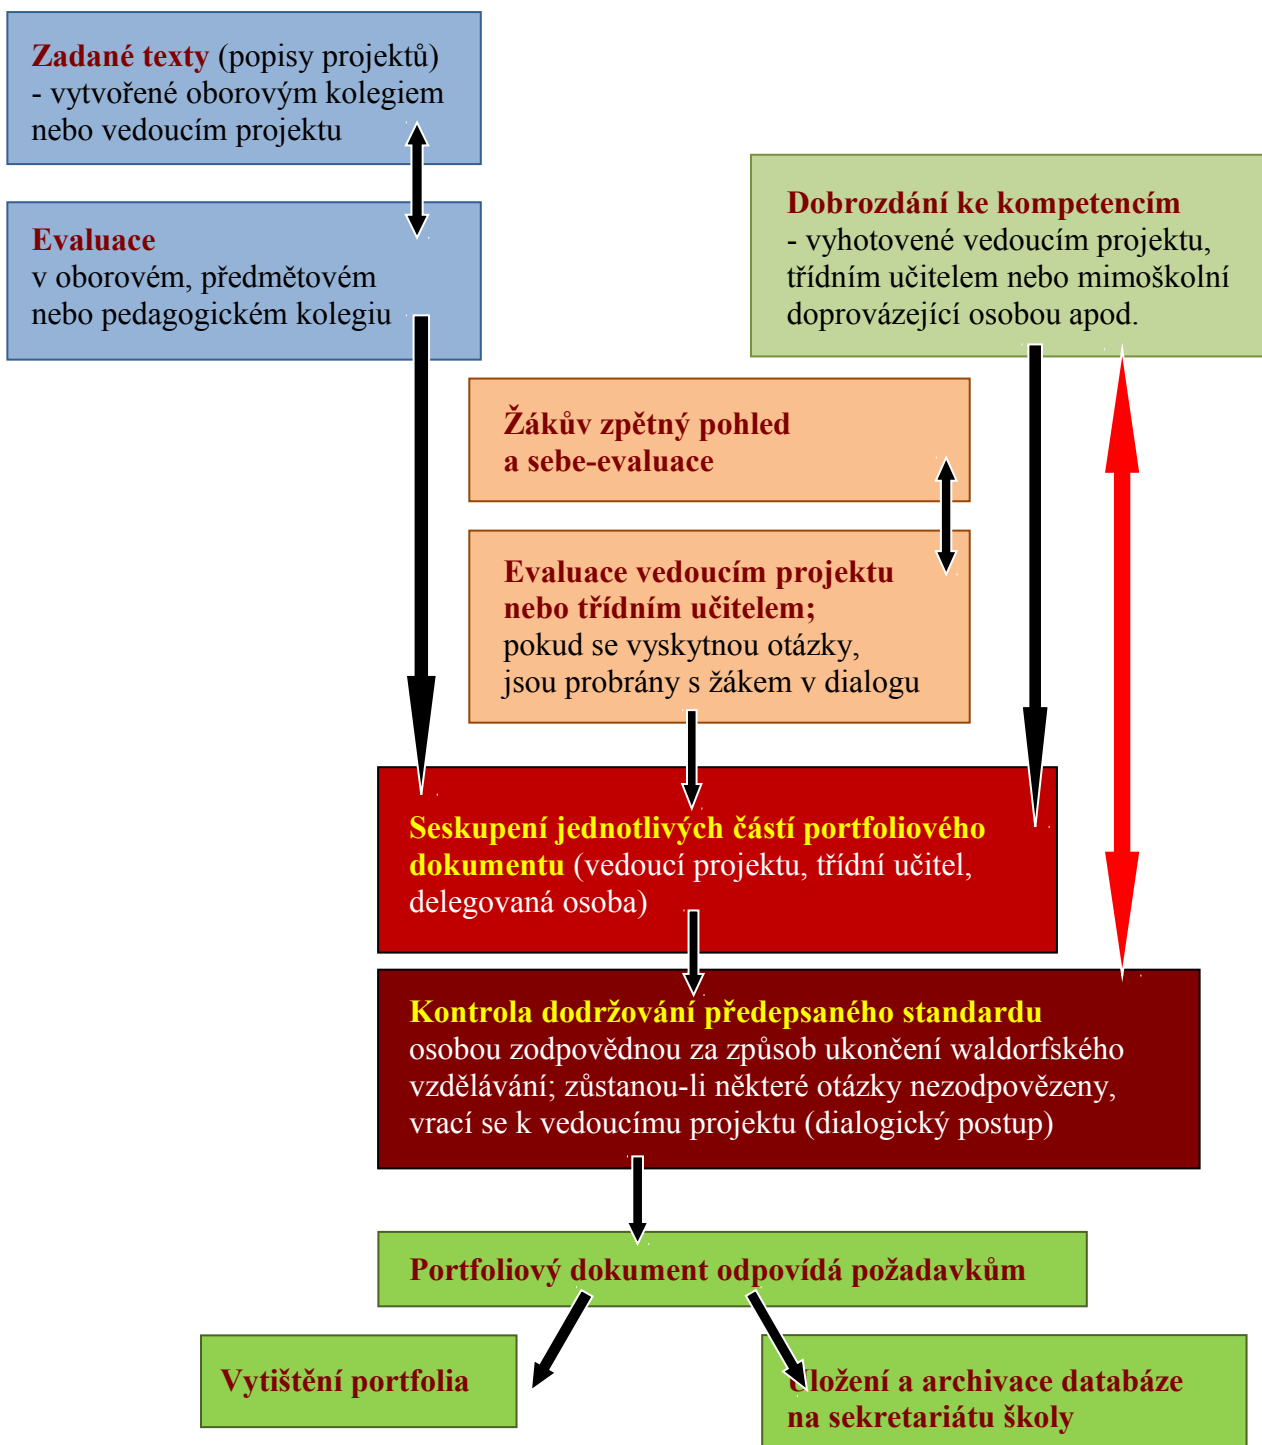 Zadané texty (popisy projektů)
- vytvořené oborovým kolegiem
nebo vedoucím projektu
Evaluace
v oborovém, předmětovém
nebo pedagogickém kolegiu
Dobrozdání ke kompetencím
- vyhotovené vedoucím projektu,
třídním učitelem nebo mimoškolní
doprovázející osobou apod.
Žákův zpětný pohled
a sebe-evaluace
Evaluace vedoucím projektu
nebo třídním učitelem;
pokud se vyskytnou otázky,
jsou probrány s žákem v dialogu
Seskupení jednotlivých částí portfoliového
dokumentu (vedoucí projektu, třídní učitel,
delegovaná osoba)
Kontrola dodržování předepsaného standardu
osobou zodpovědnou za způsob ukončení waldorfského
vzdělávání; zůstanou-li některé otázky nezodpovězeny,
vrací se k vedoucímu projektu (dialogický postup)
Portfoliový dokument odpovídá požadavkům
Vytištění portfolia
Uložení a archivace databáze
na sekretariátu školy